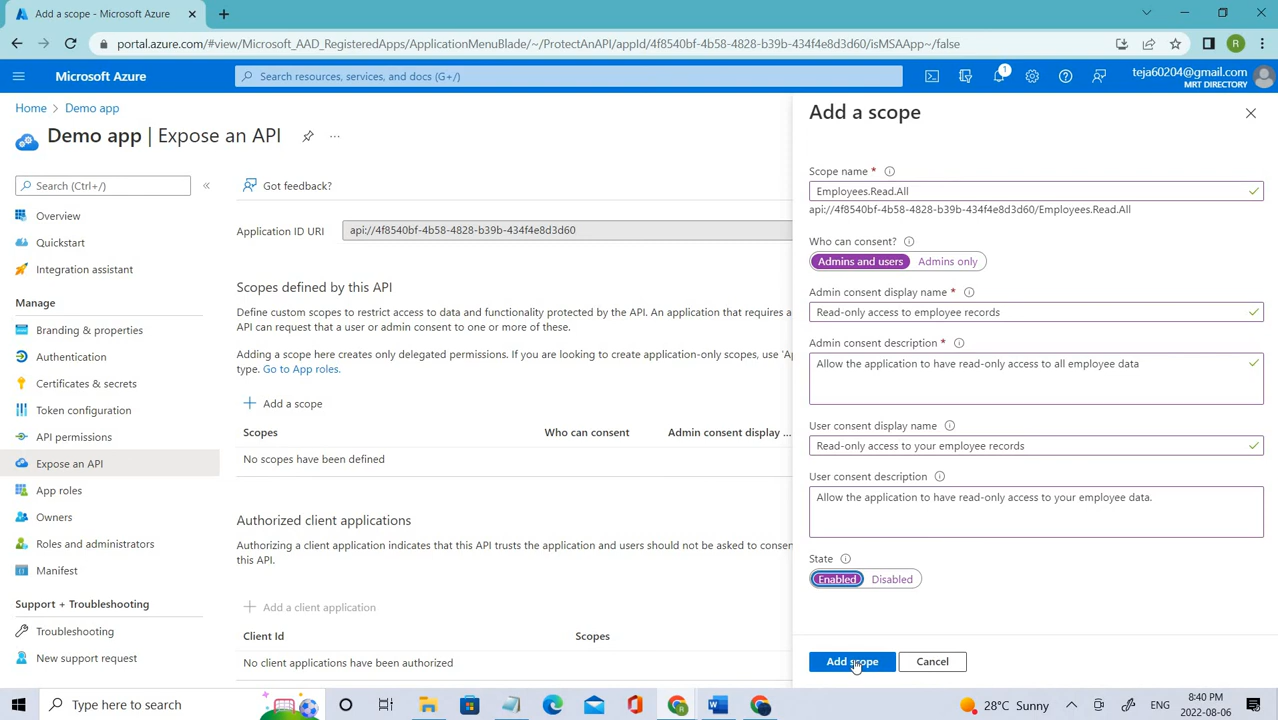 Add a scope - Microsoft Azure
portal.azure.com/#view/Microsoft_AAD_RegisteredApps/ApplicationMenuBlade/~/ProtectAnAPI/appId/4f8540bf-4b58-4828-b39b-434f4e8d3d60/isMSAApp~/false
R
Microsoft Azure
Search resources, services, and docs (G+/)
1
teja60204@gmail.com
MRT DIRECTORY
Home > Demo app
Demo app | Expose an API
Search (Ctrl+/)
Overview
Quickstart
Integration assistant
Manage
Branding & properties
Authentication
Certificates & secrets
Token configuration
API permissions
Expose an API
App roles
Owners
Roles and administrators
Manifest
Support + Troubleshooting
Troubleshooting
New support request
Got feedback?
Application ID URI
api://4f8540bf-4b58-4828-b39b-434f4e8d3d60
Scopes defined by this API
Define custom scopes to restrict access to data and functionality protected by the API. An application that requires a
API can request that a user or admin consent to one or more of these.
Adding a scope here creates only delegated permissions. If you are looking to create application-only scopes, use 'Ap
type. Go to App roles.
Add a scope
Scopes Who can consent Admin consent display ...
No scopes have been defined
Authorized client applications
Authorizing a client application indicates that this API trusts the application and users should not be asked to conse
this API.
Add a client application
Client Id Scopes
No client applications have been authorized
Add a scope
Scope name *
Employees.Read.All
api://4f8540bf-4b58-4828-b39b-434f4e8d3d60/Employees.Read.All
Who can consent?
Admins and users Admins only
Admin consent display name *
Read-only access to employee records
Admin consent description *
Allow the application to have read-only access to all employee data
User consent display name
Read-only access to your employee records
User consent description
Allow the application to have read-only access to your employee data.
State
Enabled Disabled
Add scope Cancel
Type here to search
28°C Sunny
ENG
8:40 PM
2022-08-06